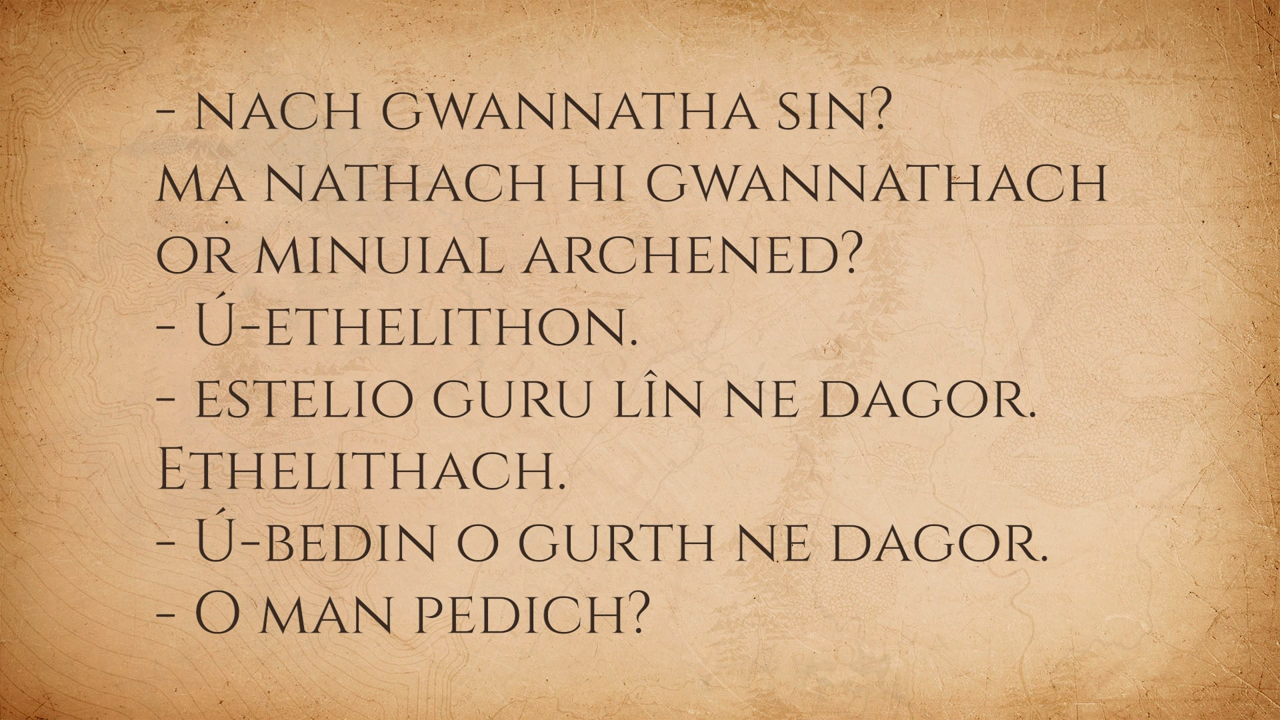 - NACH GWANNATHA SIN?
MA NATHACH HI GWANNATHACH
OR MINUIAL ARCHENED?
- Ú-ETHELITHON.
- ESTELIO GURU LÎN NE DAGOR.
ETHELITHACH.
- Ú-BEDIN O GURTH NE DAGOR.
- O MAN PEDICH?